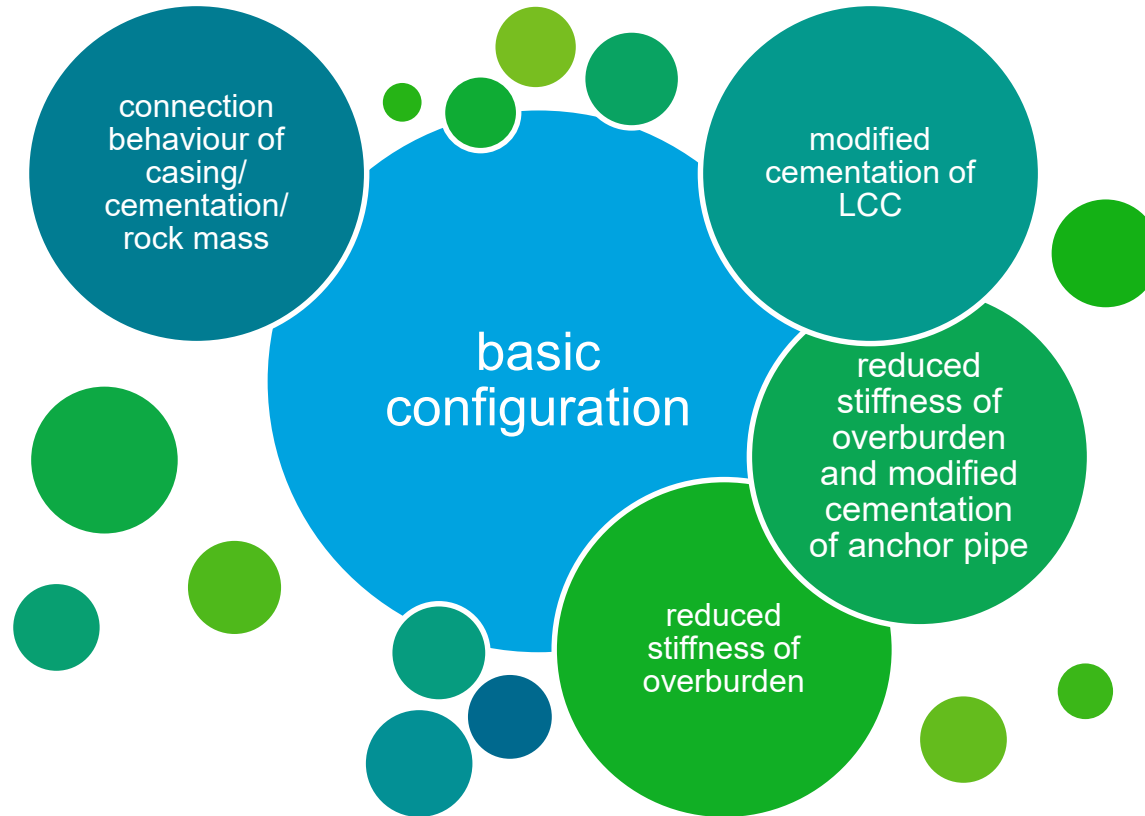 connection
behaviour of
casing/
cementation/
rock mass
modified
cementation of
LCC
basic
configuration
reduced
stiffness of
overburden
and modified
cementation
of anchor pipe
reduced
stiffness of
overburden